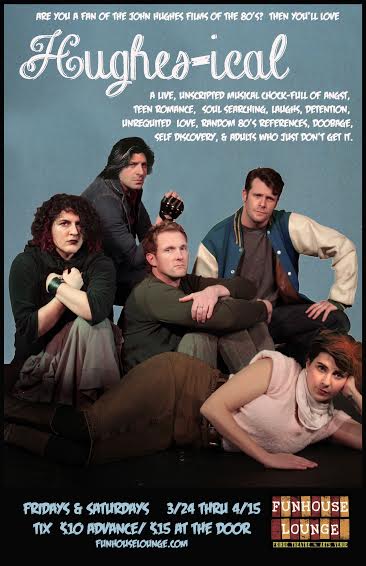 ARE YOU A FAN OF THE JOHN HUGHES FILMS OF THE 80'S? THEN YOU'LL LOVE
Hughes-ical
A LIVE, UNSCRIPTED MUSICAL CHOCK-FULL OF ANGST,
TEEN ROMANCE, SOUL SEARCHING, LAUGHS, DETENTION,
UNREQUITED LOVE, RANDOM 80'S REFERENCES, DOOBAGE,
SELF DISCOVERY, & ADULTS WHO JUST DON'T GET IT.
FRIDAYS & SATURDAYS 3/24 THRU 4/15
TIX $10 ADVANCE/ $15 AT THE DOOR
FUNHOUSELOUNGE.COM
FUNHOUSE
LOUNGE
FRINGE THEATRE & ARTS VENUE